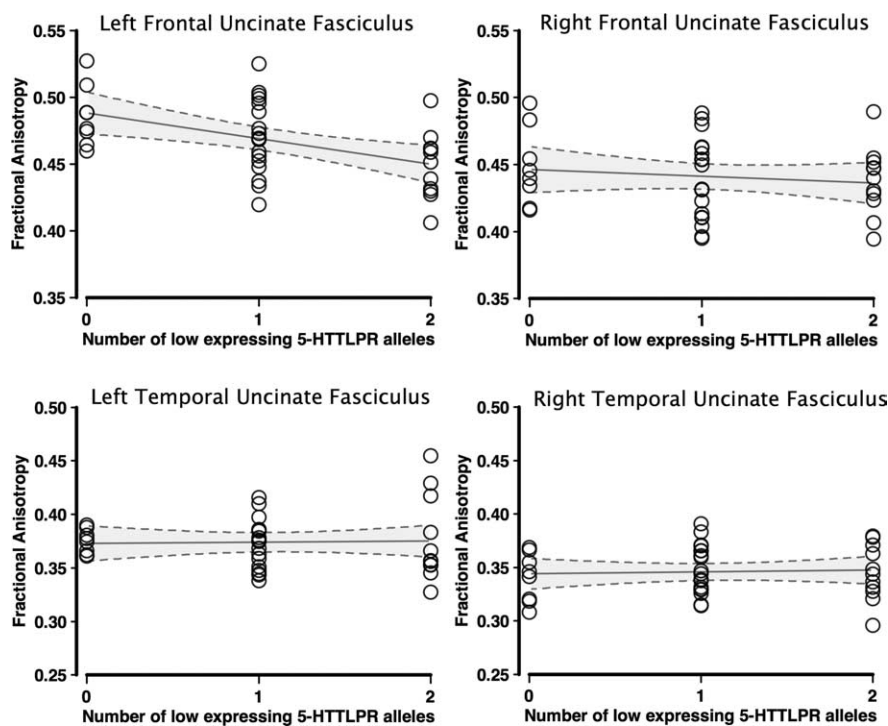 Left Frontal Uncinate Fasciculus
Fractional Anisotropy
0.55
0.50
0.45
0.40
0.35
0 1 2
Number of low expressing 5-HTTLPR alleles
Right Frontal Uncinate Fasciculus
Fractional Anisotropy
0.55
0.50
0.45
0.40
0.35
0 1 2
Number of low expressing 5-HTTLPR alleles
Left Temporal Uncinate Fasciculus
Fractional Anisotropy
0.50
0.45
0.40
0.35
0.30
0.25
0 1 2
Number of low expressing 5-HTTLPR alleles
Right Temporal Uncinate Fasciculus
Fractional Anisotropy
0.50
0.45
0.40
0.35
0.30
0.25
0 1 2
Number of low expressing 5-HTTLPR alleles